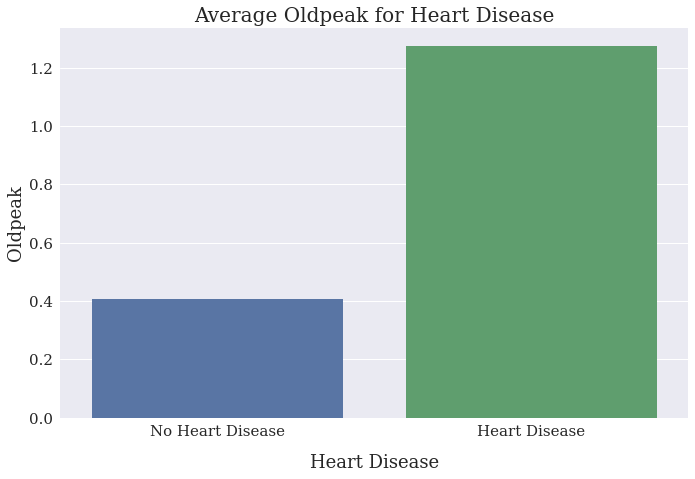 Average Oldpeak for Heart Disease
Oldpeak
1.2
1.0
0.8
0.6
0.4
0.2
0.0
No Heart Disease
Heart Disease
Heart Disease